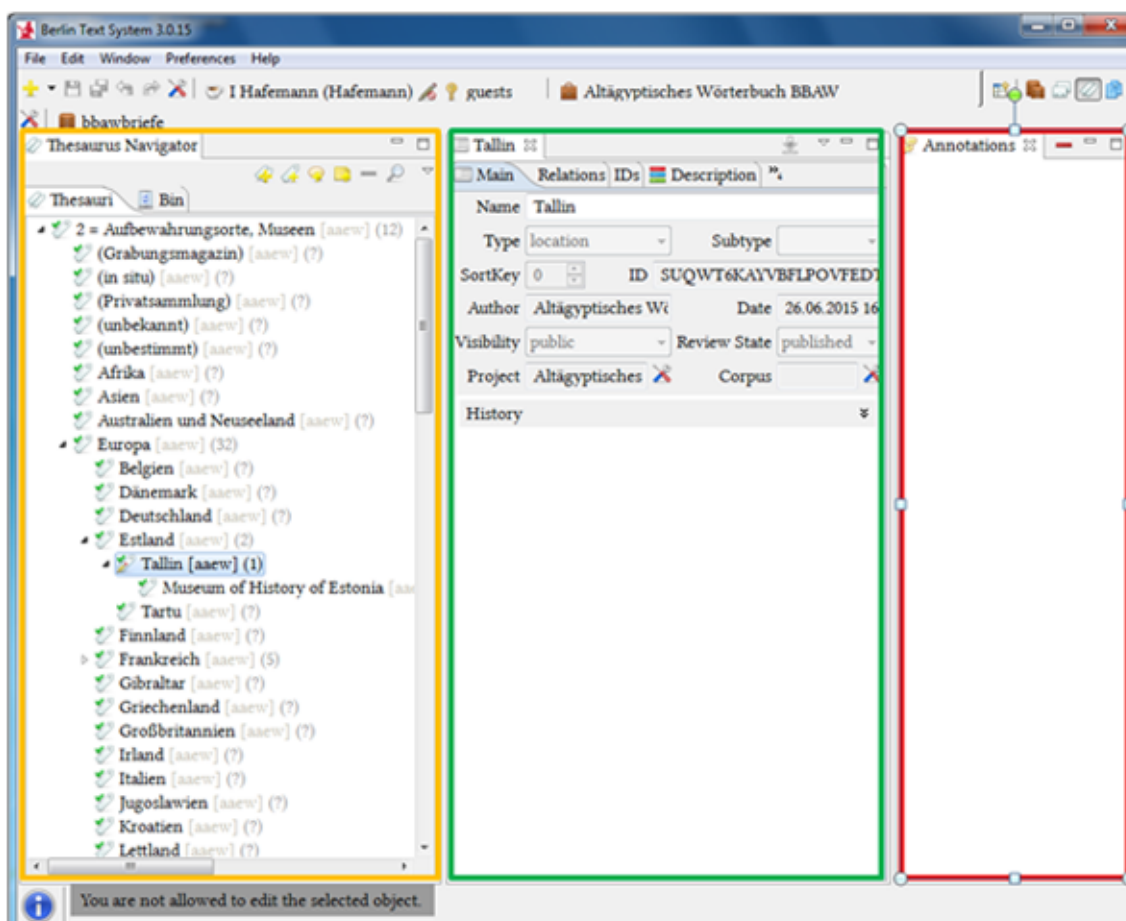 Berlin Text System 3.0.15
File Edit Window Preferences Help
I Hafemann (Hafemann) guests Altägyptisches Wörterbuch BBAW
bbawbriefe
Thesaurus Navigator
Thesauri Bin
2 = Aufbewahrungsorte, Museen [aaew] (12)
(Grabungsmagazin) [aaew] (?)
(in situ) [aaew] (?)
(Privatsammlung) [aaew] (?)
(unbekannt) [aaew] (?)
(unbestimmt) [aaew] (?)
Afrika [aaew] (?)
Asien [aaew] (?)
Australien und Neuseeland [aaew] (?)
Europa [aaew] (32)
Belgien [aaew] (?)
Dänemark [aaew] (?)
Deutschland [aaew] (?)
Estland [aaew] (2)
Tallin [aaew] (1)
Museum of History of Estonia [aae
Tartu [aaew] (?)
Finnland [aaew] (?)
Frankreich [aaew] (5)
Gibraltar [aaew] (?)
Griechenland [aaew] (?)
Großbritannien [aaew] (?)
Irland [aaew] (?)
Italien [aaew] (?)
Jugoslawien [aaew] (?)
Kroatien [aaew] (?)
Lettland [aaew] (?)
Tallin
Main Relations IDs Description »4
Name Tallin
Type location Subtype
SortKey 0 ID SUQWT6KAYVBFLPOVFEDT
Author Altägyptisches Wö Date 26.06.2015 16
Visibility public Review State published
Project Altägyptisches Corpus
History
Annotations
You are not allowed to edit the selected object.